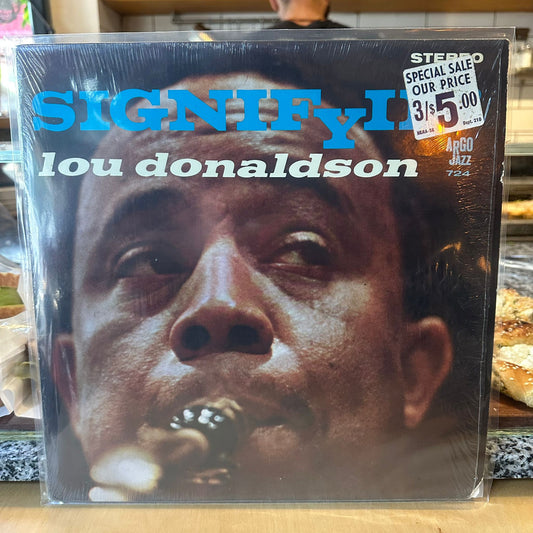 STEREO
SPECIAL SALE
OUR PRICE
3/$5.00
SIGNIFYIN
lou donaldson
ARGO
JAZZ
724